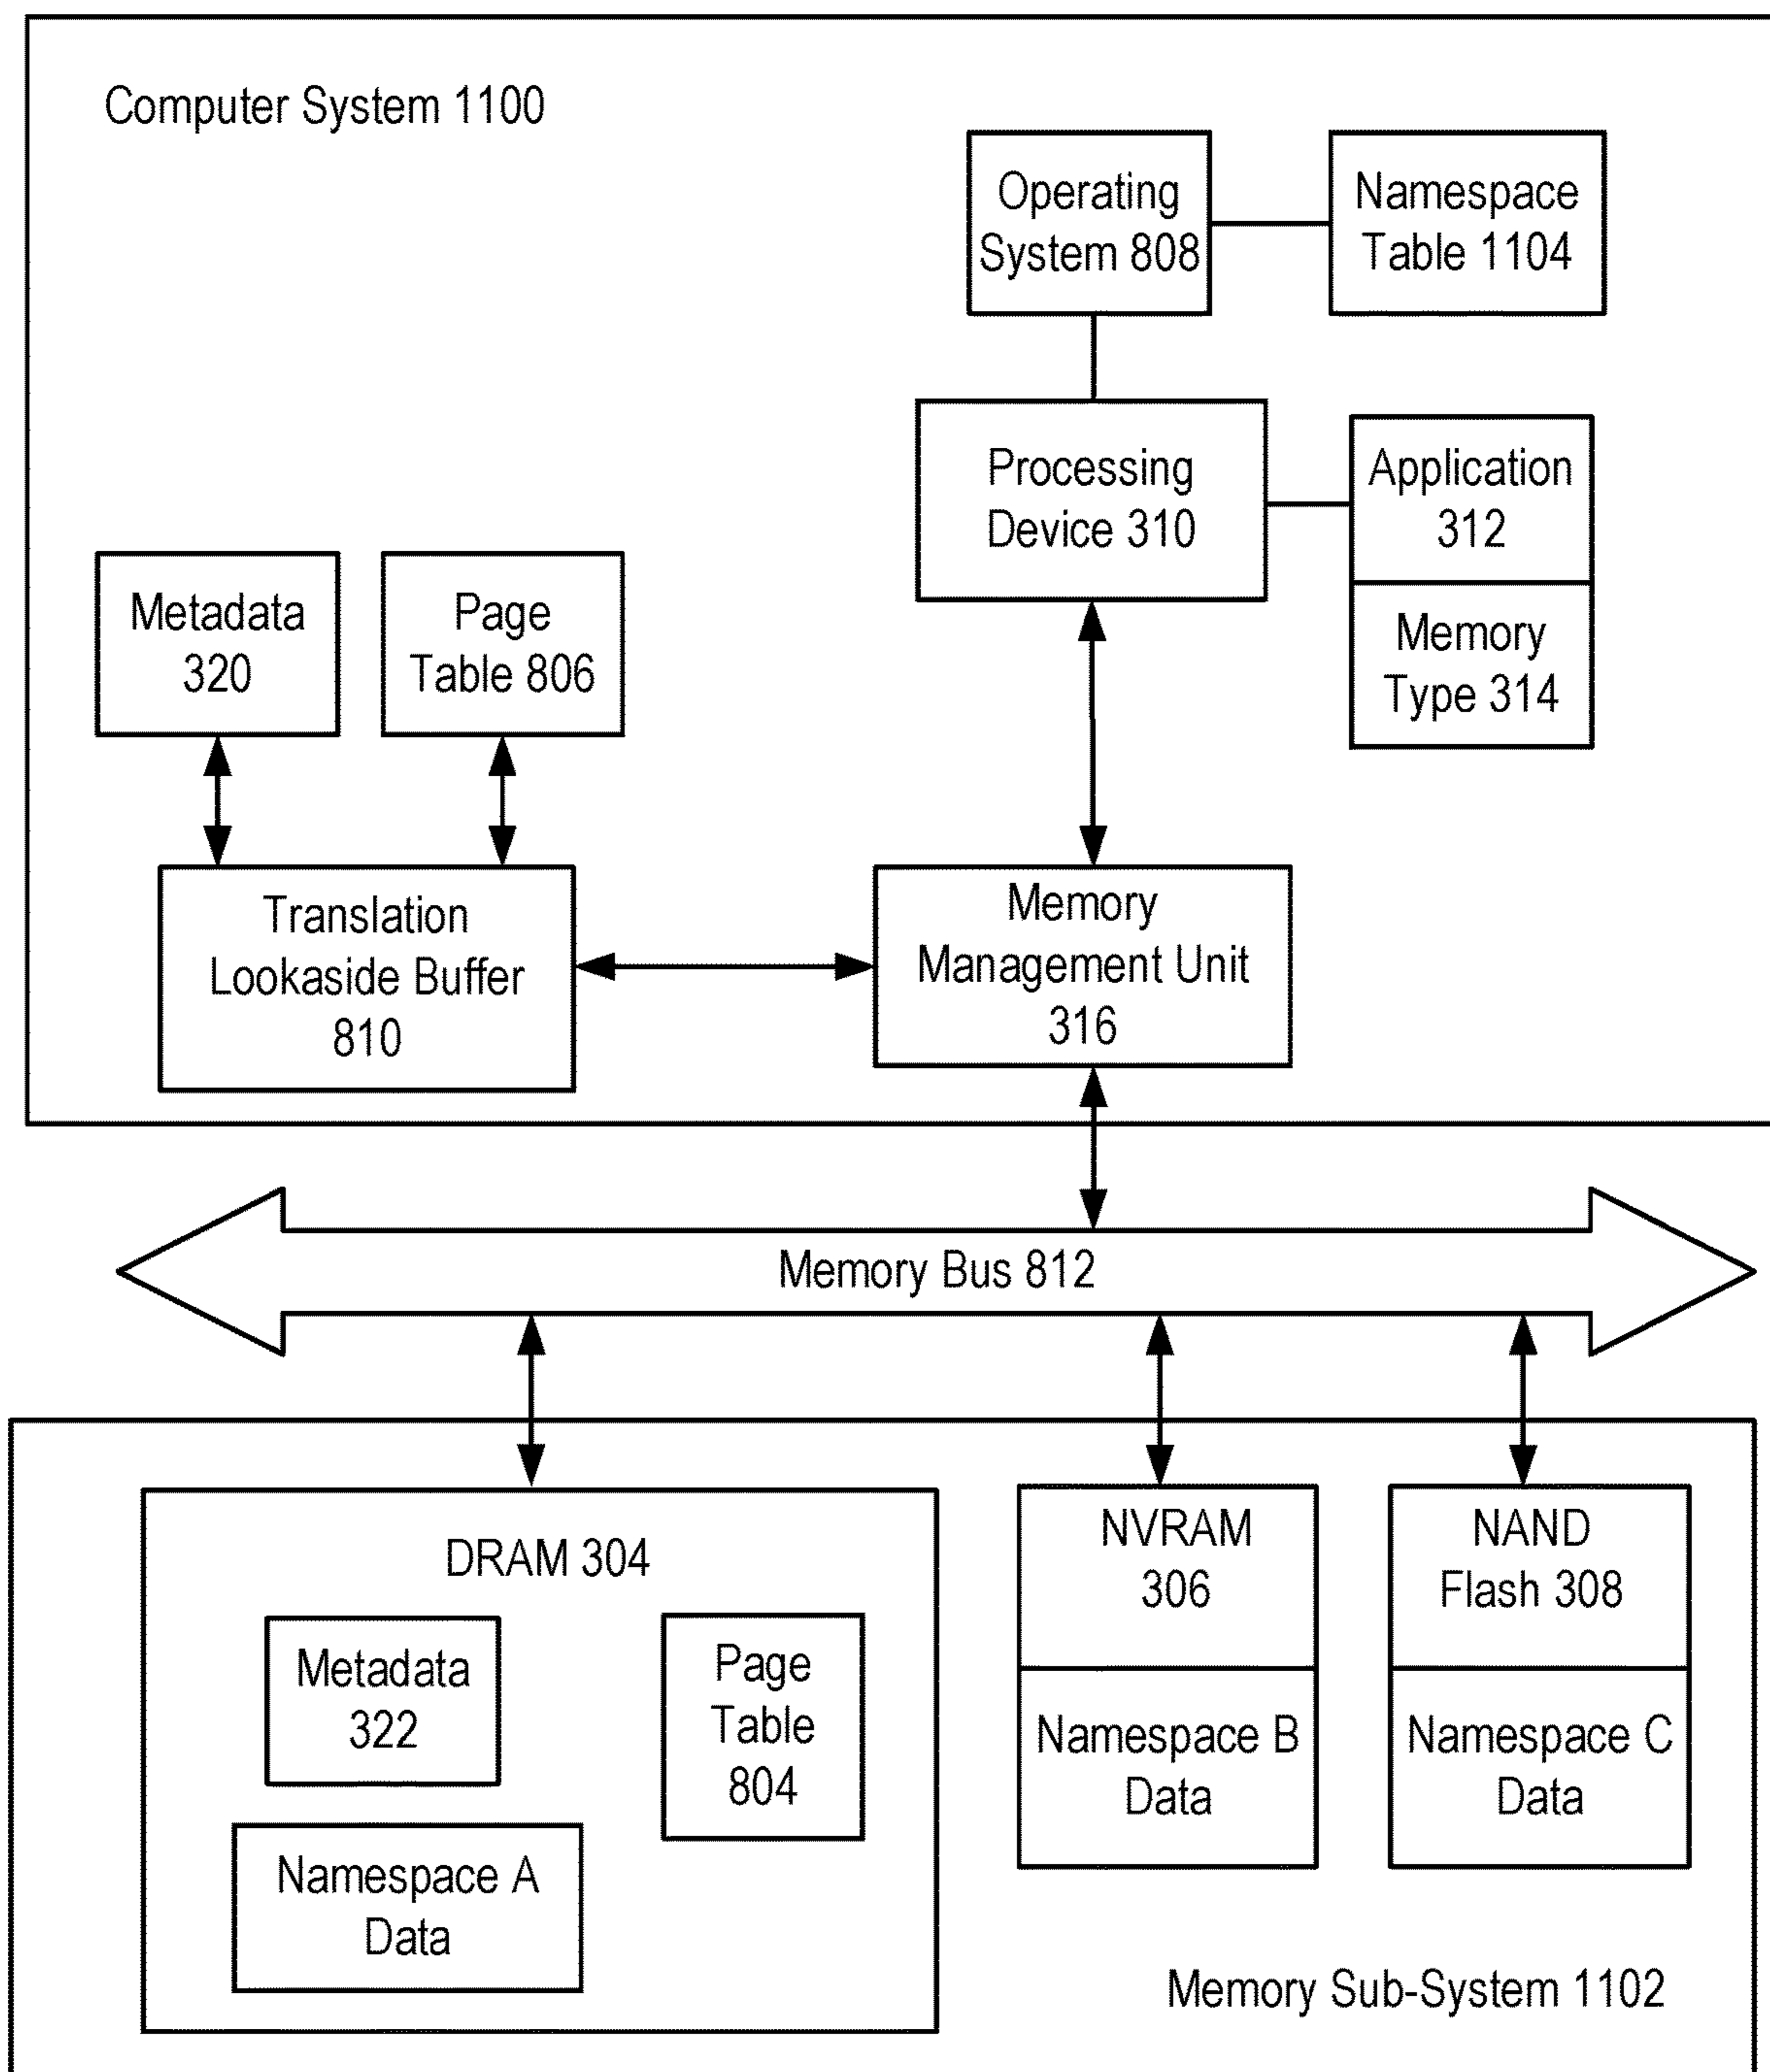 Computer System 1100
Operating
System 808
Namespace
Table 1104
Processing
Device 310
Application
312
Memory
Type 314
Metadata
320
Page
Table 806
Translation
Lookaside Buffer
810
Memory
Management Unit
316
Memory Bus 812
DRAM 304
Metadata
322
Page
Table
804
Namespace A
Data
NVRAM
306
Namespace B
Data
NAND
Flash 308
Namespace C
Data
Memory Sub-System 1102